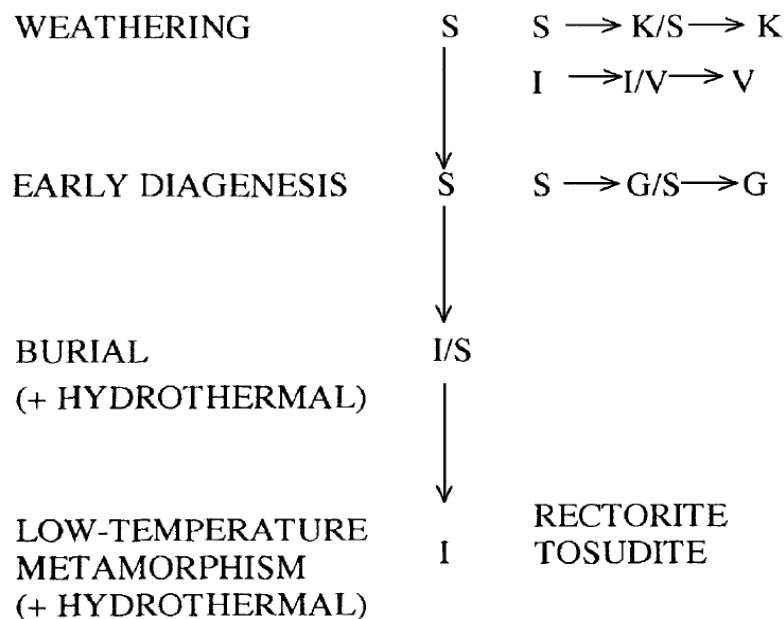 WEATHERING S S → K/S → K
I → I/V → V
EARLY DIAGENESIS S S → G/S → G
BURIAL I/S
(+ HYDROTHERMAL)
LOW-TEMPERATURE RECTORITE
METAMORPHISM I TOSUDITE
(+ HYDROTHERMAL)